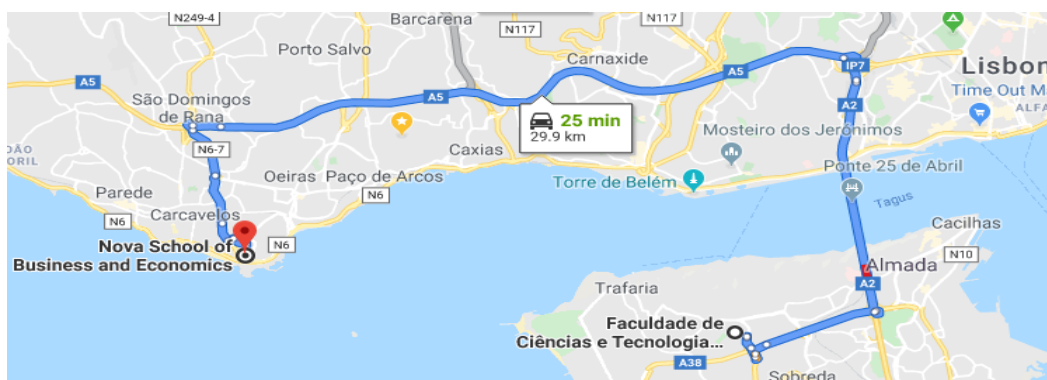 N249-4
Barcarena
N117
N117
Porto Salvo
Carnaxide
A5
IP7
Lisbon
A5
A5
São Domingos
de Rana
25 min
29.9 km
A2
Time Out Ma
ALFA
Mosteiro dos Jerónimos
N6-7
Caxias
ORIL
Oeiras
Paço de Arcos
Torre de Belém
Ponte 25 de Abril
Parede
N6
Tagus
N6
Carcavelos
Cacilhas
Nova School of
Business and Economics
N6
N10
Almada
A2
Trafaria
Faculdade de
Ciências e Tecnologia...
A38
Sobreda